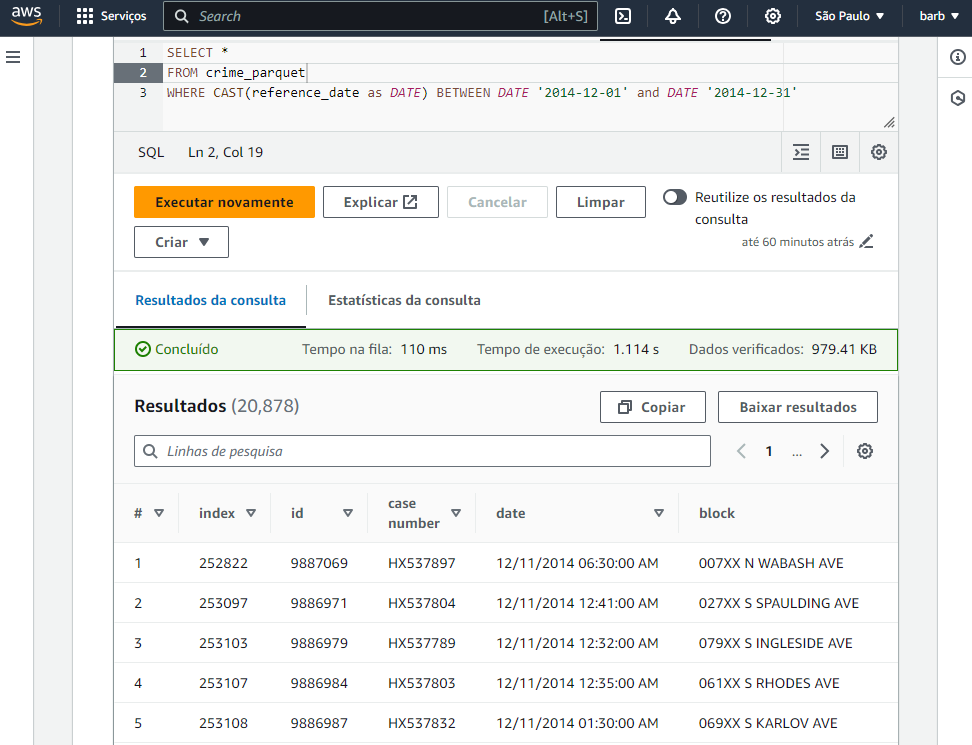 aws
Serviços
Search
[Alt+S]
São Paulo
barb
1 SELECT *
2 FROM crime_parquet
3 WHERE CAST(reference_date as DATE) BETWEEN DATE '2014-12-01' and DATE '2014-12-31'
SQL Ln 2, Col 19
Executar novamente
Explicar
Cancelar
Limpar
Reutilize os resultados da
consulta
até 60 minutos atrás
Criar
Resultados da consulta
Estatísticas da consulta
Concluído
Tempo na fila: 110 ms
Tempo de execução: 1.114 s
Dados verificados: 979.41 KB
Resultados (20,878)
Copiar
Baixar resultados
Linhas de pesquisa
1 ...
# index id case number date block
1 252822 9887069 HX537897 12/11/2014 06:30:00 AM 007XX N WABASH AVE
2 253097 9886971 HX537804 12/11/2014 12:41:00 AM 027XX S SPAULDING AVE
3 253103 9886979 HX537789 12/11/2014 12:32:00 AM 079XX S INGLESIDE AVE
4 253107 9886984 HX537803 12/11/2014 12:35:00 AM 061XX S RHODES AVE
5 253108 9886987 HX537832 12/11/2014 01:30:00 AM 069XX S KARLOV AVE